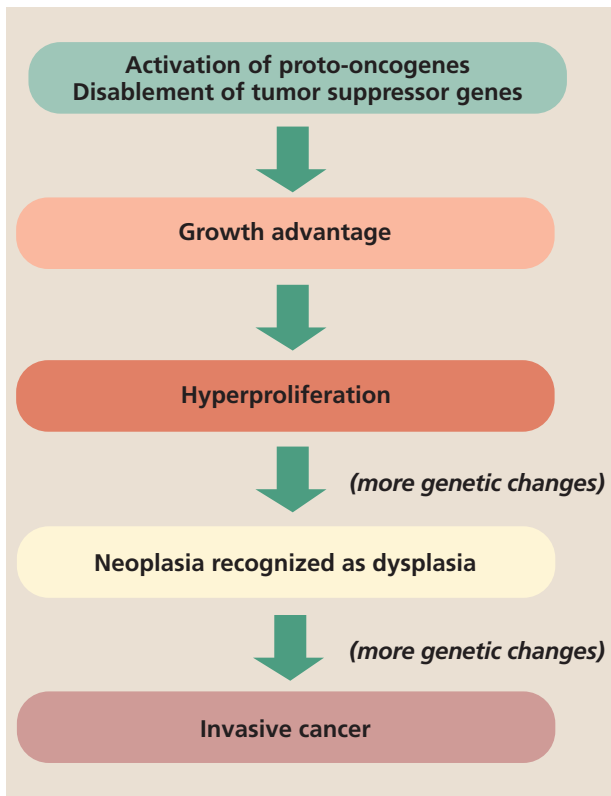 Activation of proto-oncogenes
Disablement of tumor suppressor genes
Growth advantage
Hyperproliferation
(more genetic changes)
Neoplasia recognized as dysplasia
(more genetic changes)
Invasive cancer